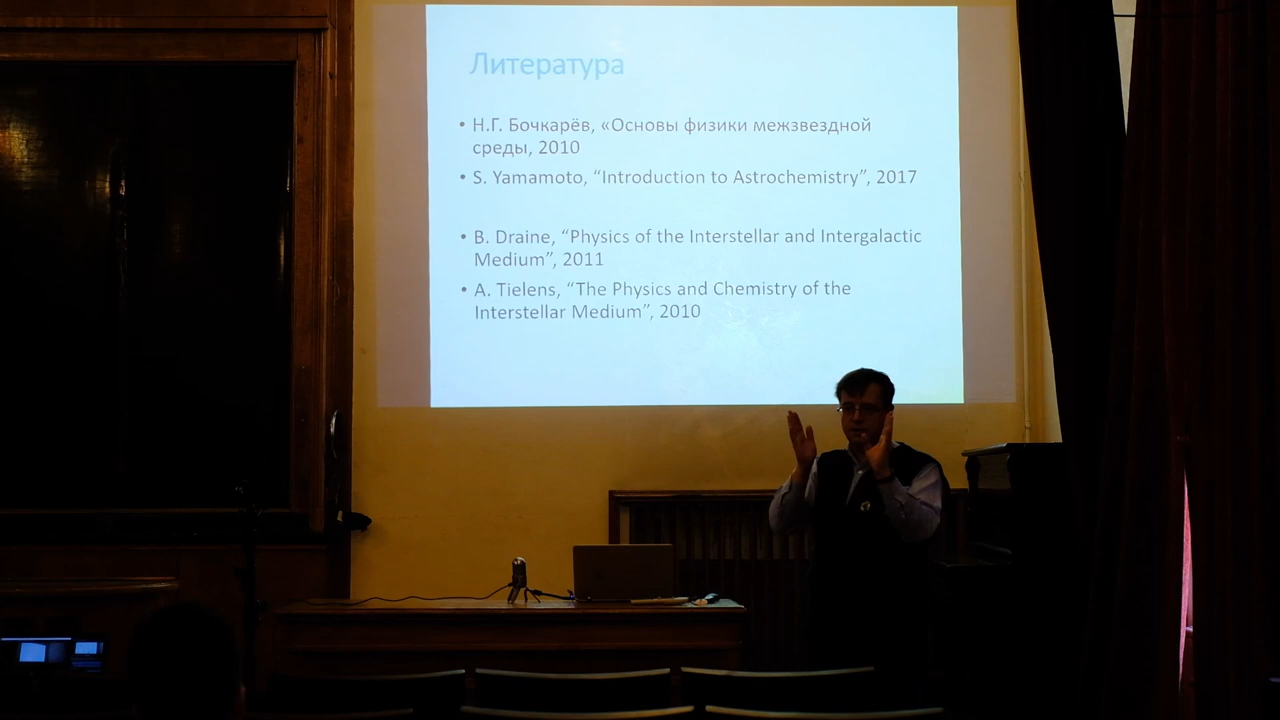 Литература
• Н.Г. Бочкарёв, «Основы физики межзвездной
среды, 2010
• S. Yamamoto, “Introduction to Astrochemistry”, 2017
• B. Draine, “Physics of the Interstellar and Intergalactic
Medium”, 2011
• A. Tielens, “The Physics and Chemistry of the
Interstellar Medium”, 2010